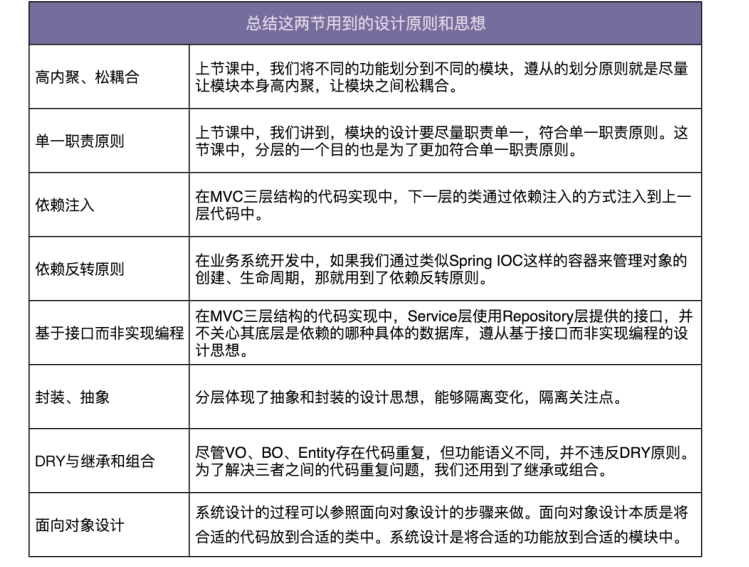 总结这两节用到的设计原则和思想
高内聚、松耦合
上节课中，我们将不同的功能划分到不同的模块，遵从的划分原则就是尽量
让模块本身高内聚，让模块之间松耦合。
单一职责原则
上节课中，我们讲到，模块的设计要尽量职责单一，符合单一职责原则。这
节课中，分层的一个目的也是为了更加符合单一职责原则。
依赖注入
在MVC三层结构的代码实现中，下一层的类通过依赖注入的方式注入到上一
层代码中。
依赖反转原则
在业务系统开发中，如果我们通过类似Spring IOC这样的容器来管理对象的
创建、生命周期，那就用到了依赖反转原则。
基于接口而非实现编程
在MVC三层结构的代码实现中，Service层使用Repository层提供的接口，并
不关心其底层是依赖的哪种具体的数据库，遵从基于接口而非实现编程的设
计思想。
封装、抽象
分层体现了抽象和封装的设计思想，能够隔离变化，隔离关注点。
DRY与继承和组合
尽管VO、BO、Entity存在代码重复，但功能语义不同，并不违反DRY原则。
为了解决三者之间的代码重复问题，我们还用到了继承或组合。
面向对象设计
系统设计的过程可以参照面向对象设计的步骤来做。面向对象设计本质是将
合适的代码放到合适的类中。系统设计是将合适的功能放到合适的模块中。